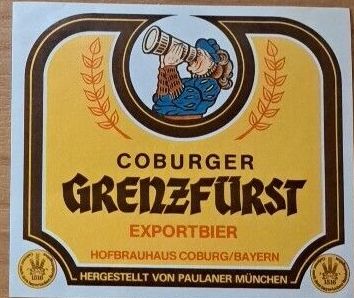 COBURGER
GRENZFÜRST
EXPORTBIER
HOFBRAUHAUS COBURG/BAYERN
HERGESTELLT VON PAULANER MÜNCHEN